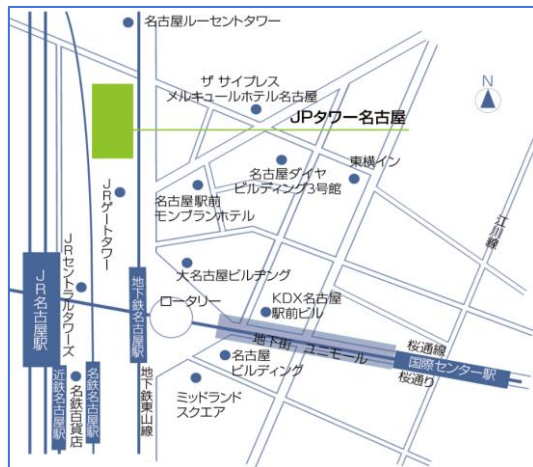 名古屋ルーセントタワー
ザ サイプレス
メルキュールホテル名古屋
N
JPタワー名古屋
名古屋ダイヤ
ビルディング3号館
東横イン
JRゲートタワー
名古屋駅前
モンブランホテル
江川線
JRセントラルタワーズ
大名古屋ビルヂング
JR名古屋駅
地下鉄名古屋駅
ロータリー
KDX名古屋
駅前ビル
地下街 ユニモール
桜通線
国際センター駅
桜通り
名古屋
ビルディング
ミッドランド
スクエア
近鉄名古屋駅
名鉄百貨店
名鉄名古屋駅
地下鉄東山線